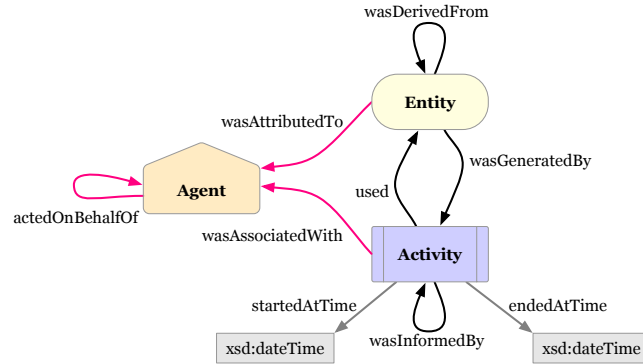 wasDerivedFrom
Entity
wasAttributedTo
wasGeneratedBy
Agent
used
actedOnBehalfOf
wasAssociatedWith
Activity
startedAtTime
endedAtTime
wasInformedBy
xsd:dateTime
xsd:dateTime